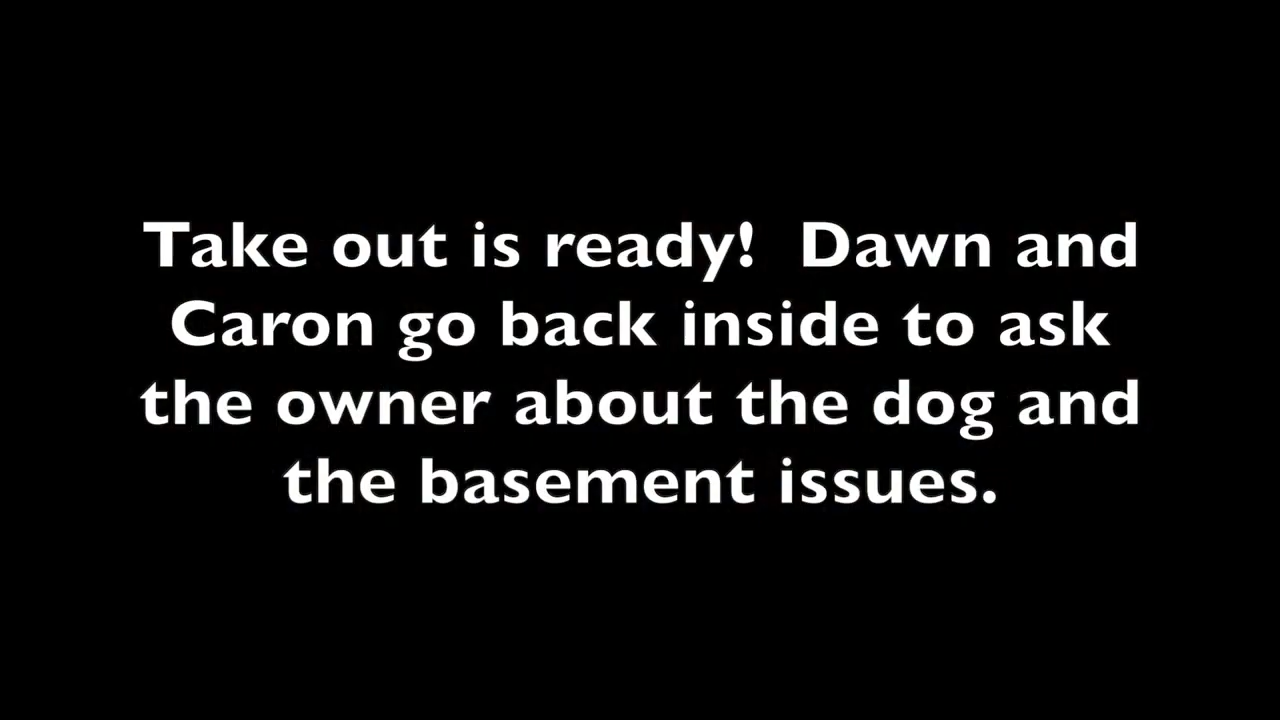 Take out is ready!  Dawn and
Caron go back inside to ask
the owner about the dog and
the basement issues.